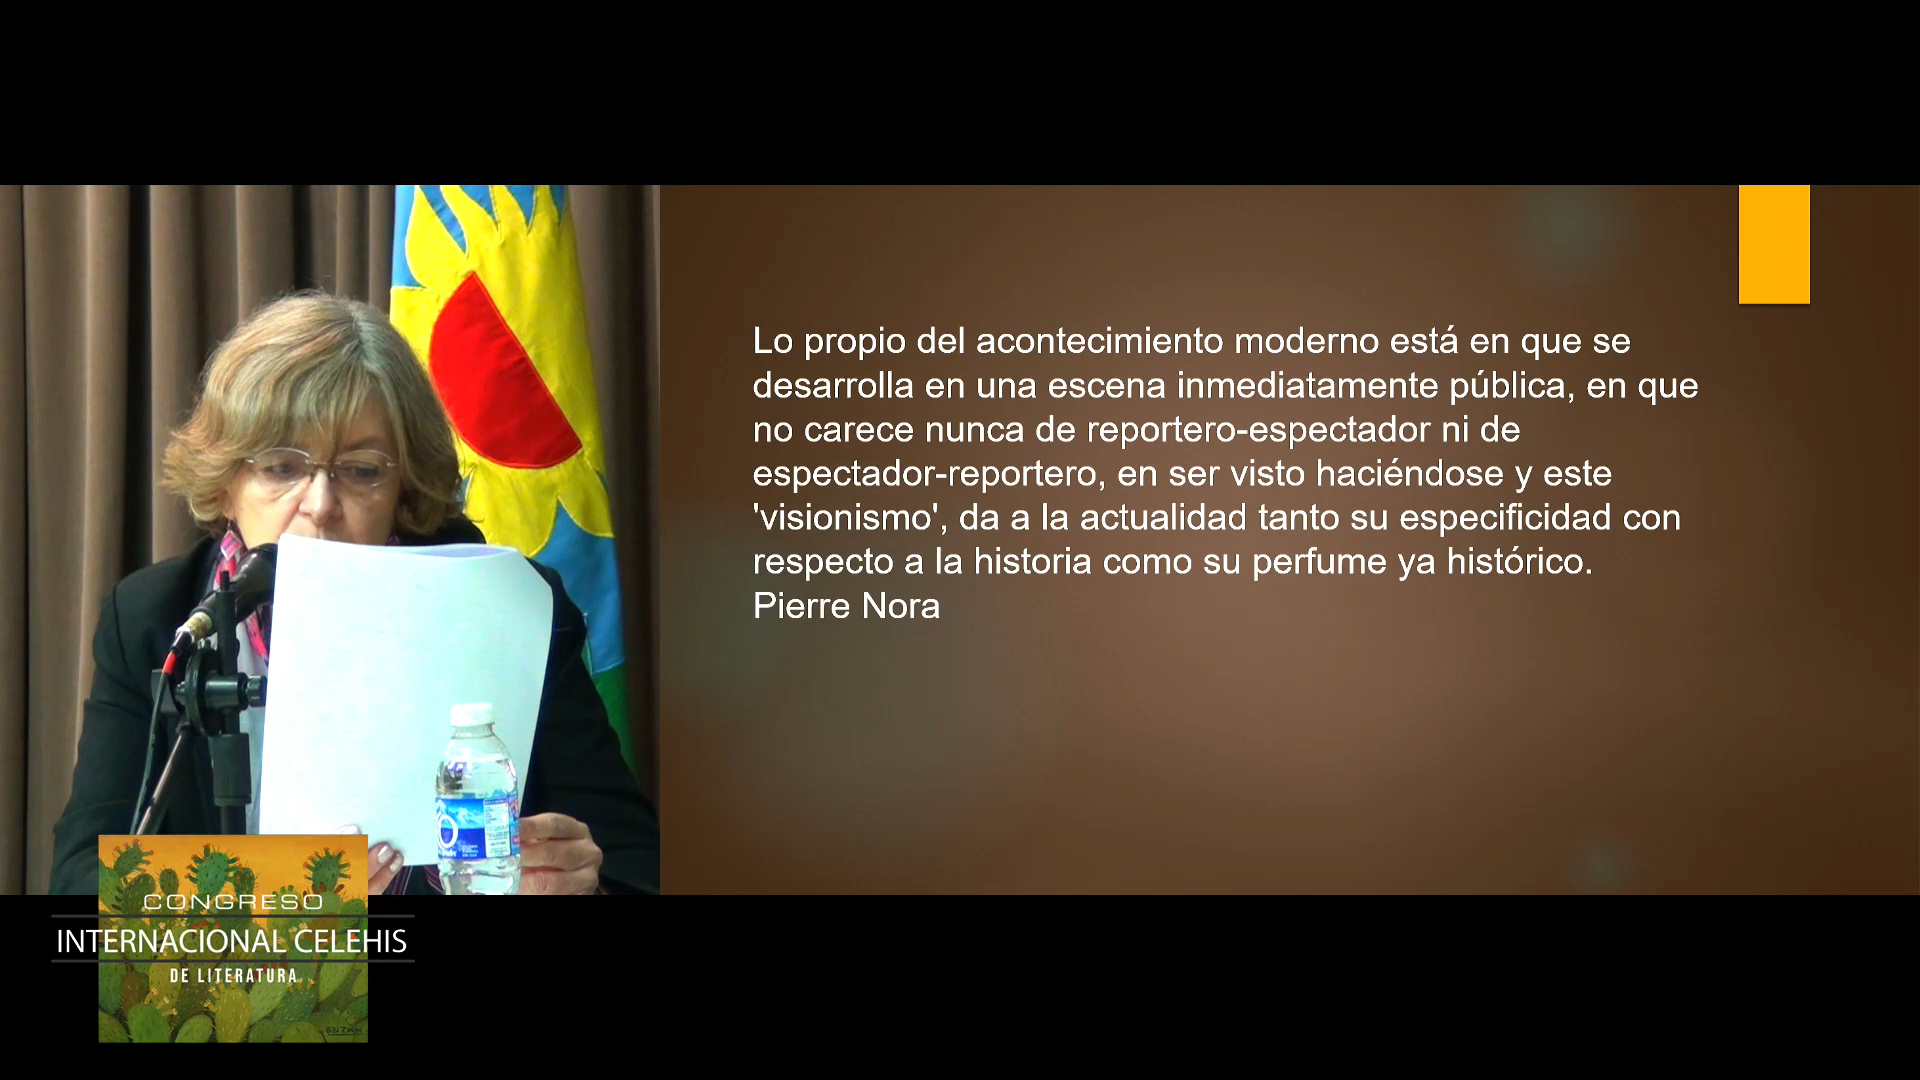 Lo propio del acontecimiento moderno está en que se
desarrolla en una escena inmediatamente pública, en que
no carece nunca de reportero-espectador ni de
espectador-reportero, en ser visto haciéndose y este
'visionismo', da a la actualidad tanto su especificidad con
respecto a la historia como su perfume ya histórico.
Pierre Nora
CONGRESO
INTERNACIONAL CELEHIS
DE LITERATURA